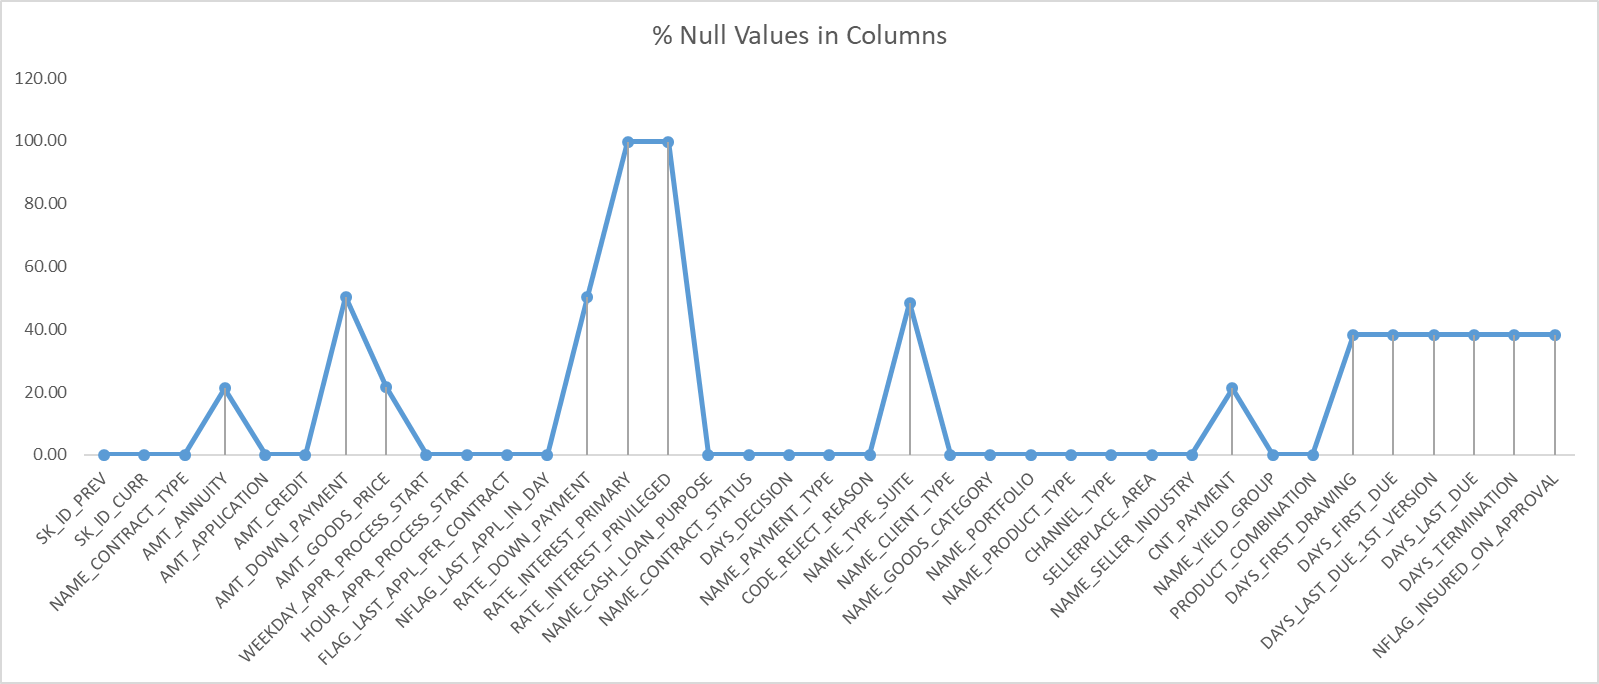 % Null Values in Columns
120.00
100.00
80.00
60.00
40.00
20.00
0.00
SK_ID_PREV
SK_ID_CURR
NAME_CONTRACT_TYPE
AMT_ANNUITY
AMT_APPLICATION
AMT_CREDIT
AMT_DOWN_PAYMENT
AMT_GOODS_PRICE
WEEKDAY_APPR_PROCESS_START
HOUR_APPR_PROCESS_START
FLAG_LAST_APPL_PER_CONTRACT
NFLAG_LAST_APPL_IN_DAY
RATE_DOWN_PAYMENT
RATE_INTEREST_PRIMARY
RATE_INTEREST_PRIVILEGED
NAME_CASH_LOAN_PURPOSE
NAME_CONTRACT_STATUS
DAYS_DECISION
NAME_PAYMENT_TYPE
CODE_REJECT_REASON
NAME_TYPE_SUITE
NAME_CLIENT_TYPE
NAME_GOODS_CATEGORY
NAME_PORTFOLIO
NAME_PRODUCT_TYPE
CHANNEL_TYPE
SELLERPLACE_AREA
NAME_SELLER_INDUSTRY
CNT_PAYMENT
NAME_YIELD_GROUP
PRODUCT_COMBINATION
DAYS_FIRST_DRAWING
DAYS_FIRST_DUE
DAYS_LAST_DUE_1ST_VERSION
DAYS_LAST_DUE
DAYS_TERMINATION
NFLAG_INSURED_ON_APPROVAL